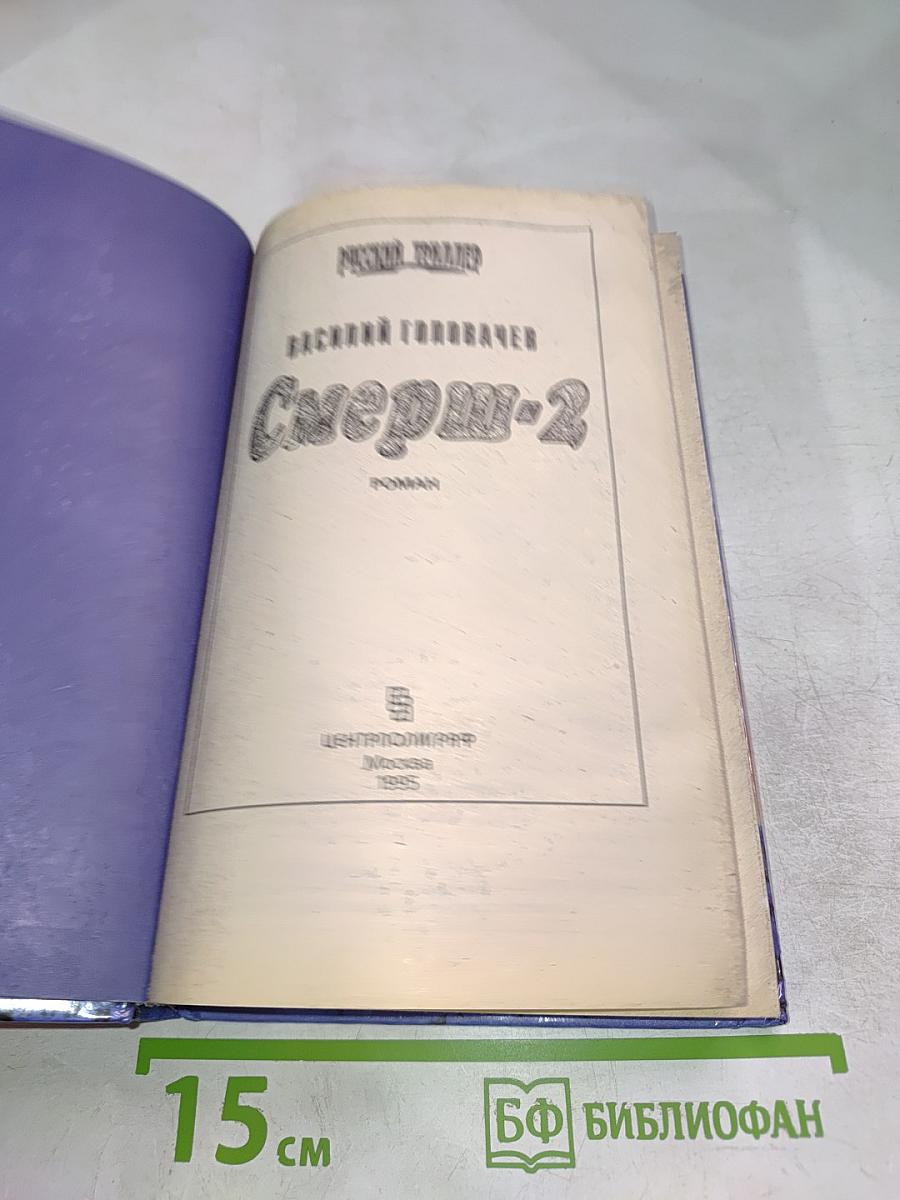 РУССКИЙ ТРИЛЛЕР
ВАСИЛИЙ ГОЛОВАЧЕВ
Смерш-2
РОМАН
ЦЕНТРПОЛИГРАФ
Москва
1995
15 см
БФ БИБЛИОФАН